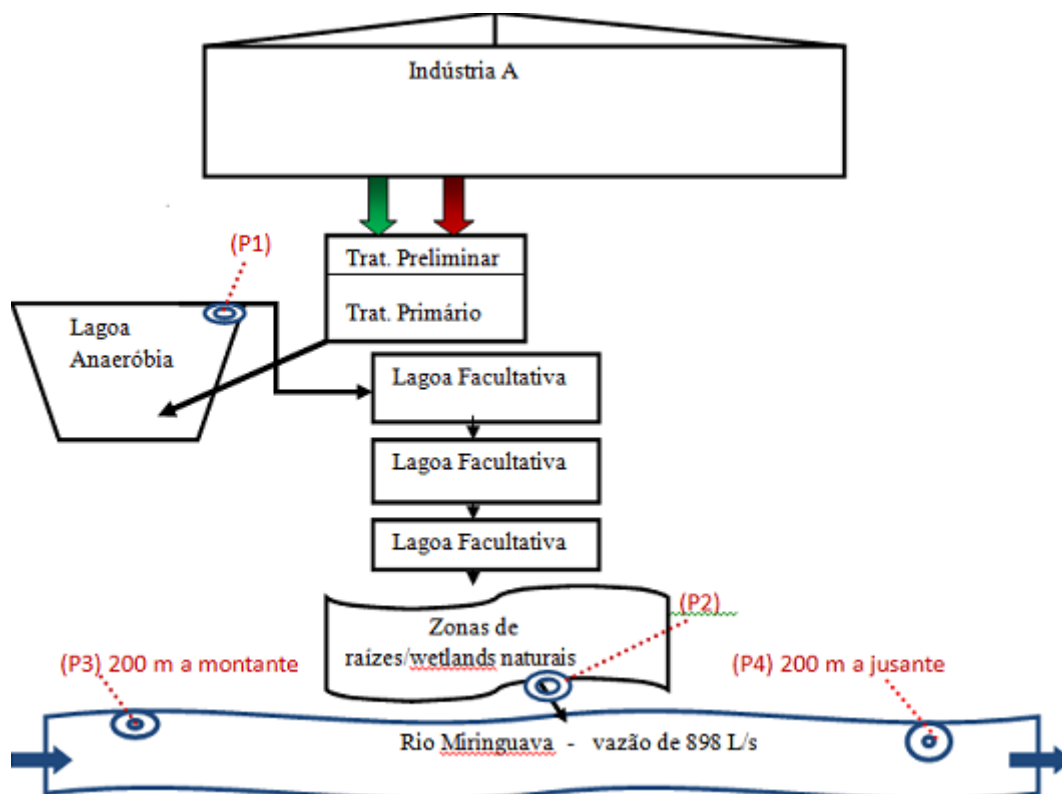 Indústria A
(P1)
Trat. Preliminar
Trat. Primário
Lagoa
Anaeróbia
Lagoa Facultativa
Lagoa Facultativa
Lagoa Facultativa
(P2)
Zonas de
raízes/wetlands naturais
(P3) 200 m a montante
(P4) 200 m a jusante
Rio Miringuava - vazão de 898 L/s